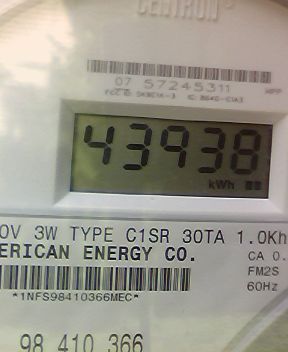 CENTRON®
07 57245311
43938
kWh
0V 3W TYPE C1SR 30TA 1.0Kh
ERICAN ENERGY CO.
CA 0.
FM2S
60Hz
*1NFS98410366MEC*
98 410 366